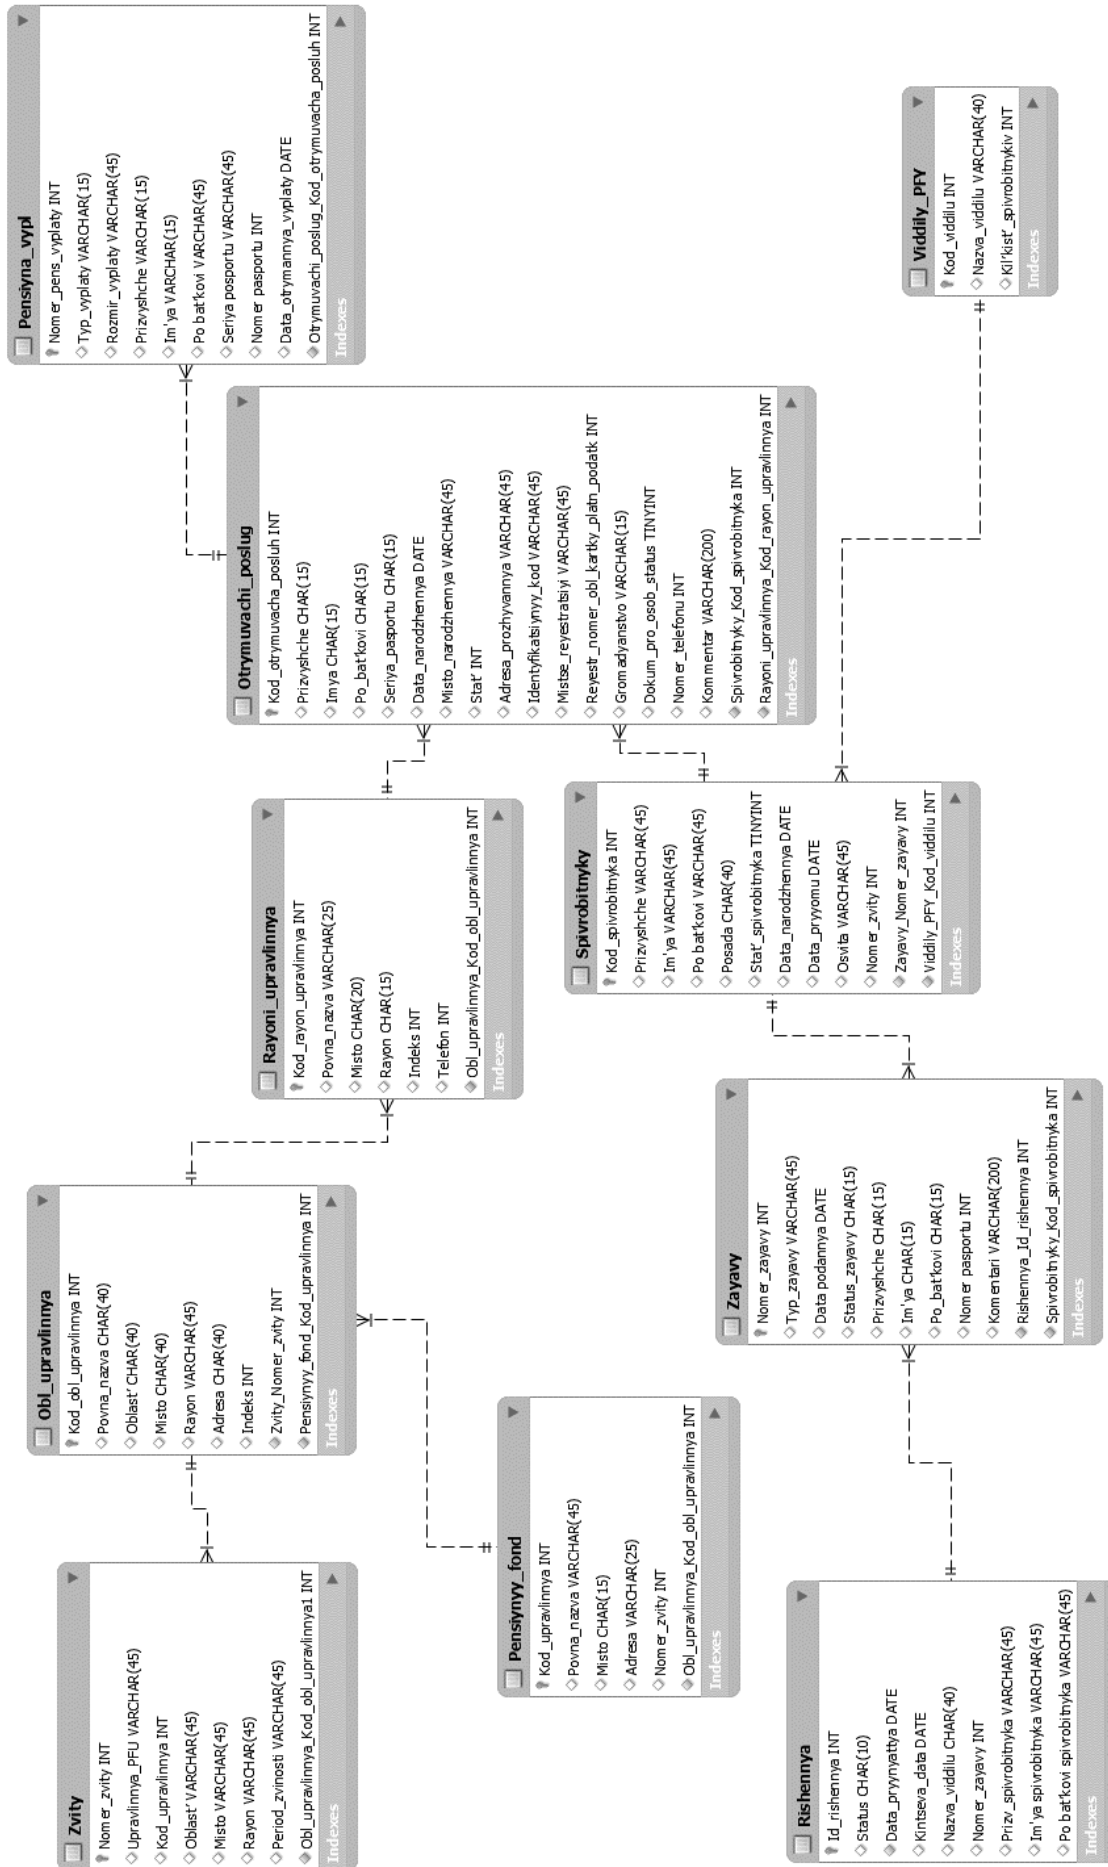 Zvity
Nomer_zvity INT
Upravlinnya_PFU VARCHAR(45)
Kod_upravlinnya INT
Oblast' VARCHAR(45)
Misto VARCHAR(45)
Rayon VARCHAR(45)
Period_zvinosti VARCHAR(45)
Obl_upravlinnya_Kod_obl_upravlinnya1 INT
Indexes
Obl_upravlinnya
Kod_obl_upravlinnya INT
Povna_nazva CHAR(40)
Oblast' CHAR(40)
Misto CHAR(40)
Rayon VARCHAR(45)
Adresa CHAR(40)
Indeks INT
Zvity_Nomer_zvity INT
Pensiynyy_fond_Kod_upravlinnya INT
Indexes
Rayoni_upravlinnya
Kod_rayon_upravlinnya INT
Povna_nazva VARCHAR(25)
Misto CHAR(20)
Rayon CHAR(15)
Indeks INT
Telefon INT
Obl_upravlinnya_Kod_obl_upravlinnya INT
Indexes
Otrymuvachi_poslug
Kod_otrymuvacha_posluh INT
Prizvyshche CHAR(15)
Imya CHAR(15)
Po_bat'kovi CHAR(15)
Seriya_pasportu CHAR(15)
Data_narodzhennya DATE
Misto_narodzhennya VARCHAR(45)
Stat' INT
Adresa_prozhyvannya VARCHAR(45)
Identyfikatsiynyy_kod VARCHAR(45)
Mistse_reyestratsiyi VARCHAR(45)
Reyestr_nomer_obl_kartky_platn_podatk INT
Gromadyanstvo VARCHAR(15)
Dokum_pro_osob_status TINYINT
Nomer_telefonu INT
Kommentar VARCHAR(200)
Spivrobitnyky_Kod_spivrobitnyka INT
Rayoni_upravlinnya_Kod_rayon_upravlinnya INT
Indexes
Pensiyna_vypl
Nomer_pens_vyplaty INT
Typ_vyplaty VARCHAR(15)
Rozmir_vyplaty VARCHAR(45)
Prizvyshche VARCHAR(15)
Im'ya VARCHAR(15)
Po bat'kovi VARCHAR(45)
Seriya posportu VARCHAR(45)
Nomer pasportu INT
Data_otrymannya_vyplaty DATE
Otrymuvachi_poslug_Kod_otrymuvacha_posluh INT
Indexes
Pensiynyy_fond
Kod_upravlinnya INT
Povna_nazva VARCHAR(45)
Misto CHAR(15)
Adresa VARCHAR(25)
Nomer_zvity INT
Obl_upravlinnya_Kod_obl_upravlinnya INT
Indexes
Rishennya
Id_rishennya INT
Status CHAR(10)
Data_pryynyattya DATE
Kintseva_data DATE
Nazva_viddilu CHAR(40)
Nomer_zayavy INT
Prizv_spivrobitnyka VARCHAR(45)
Im'ya spivrobitnyka VARCHAR(45)
Po bat'kovi spivrobitnyka VARCHAR(45)
Zayavy
Nomer_zayavy INT
Typ_zayavy VARCHAR(45)
Data podannya DATE
Status_zayavy CHAR(15)
Prizvyshche CHAR(15)
Im'ya CHAR(15)
Po_bat'kovi CHAR(15)
Nomer pasportu INT
Komentari VARCHAR(200)
Rishennya_Id_rishennya INT
Spivrobitnyky_Kod_spivrobitnyka INT
Indexes
Spivrobitnyky
Kod_spivrobitnyka INT
Prizvyshche VARCHAR(45)
Im'ya VARCHAR(45)
Po bat'kovi VARCHAR(45)
Posada CHAR(40)
Stat'_spivrobitnyka TINYINT
Data_narodzhennya DATE
Data_pryyomu DATE
Osvita VARCHAR(45)
Nomer_zvity INT
Zayavy_Nomer_zayavy INT
Viddily_PFY_Kod_viddilu INT
Indexes
Viddily_PFY
Kod_viddilu INT
Nazva_viddilu VARCHAR(40)
Kil'kist'_spivrobitnykiv INT
Indexes